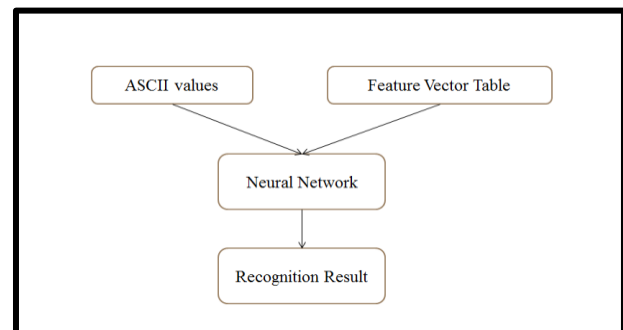 ASCII values
Feature Vector Table
Neural Network
Recognition Result